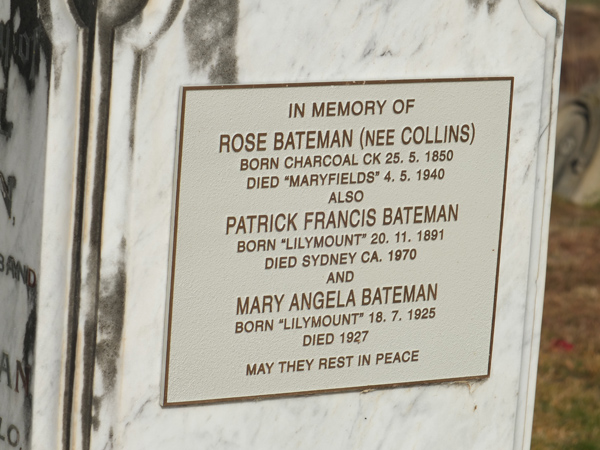 IN MEMORY OF
ROSE BATEMAN (NEE COLLINS)
BORN CHARCOAL CK 25. 5. 1850
DIED "MARYFIELDS" 4. 5. 1940
ALSO
PATRICK FRANCIS BATEMAN
BORN "LILYMOUNT" 20. 11. 1891
DIED SYDNEY CA. 1970
AND
MARY ANGELA BATEMAN
BORN "LILYMOUNT" 18. 7. 1925
DIED 1927
MAY THEY REST IN PEACE